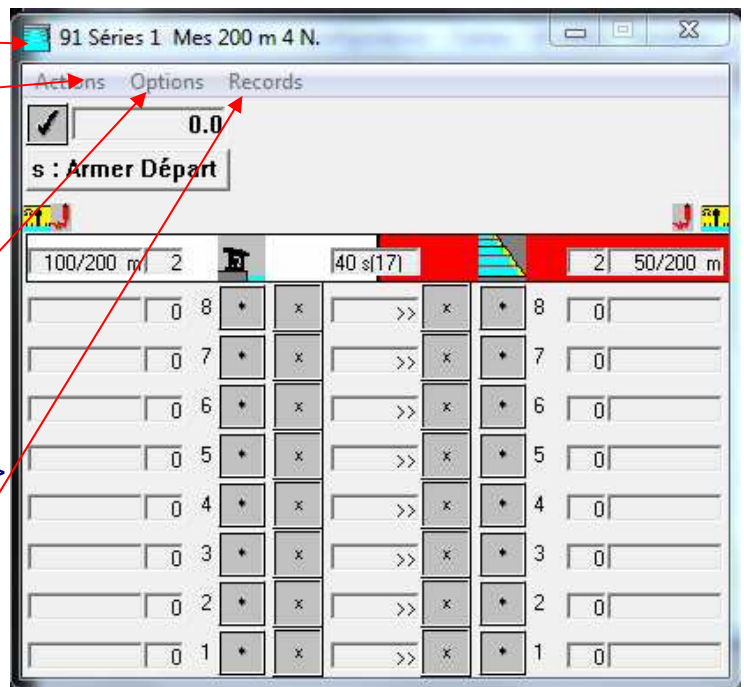 91 Séries 1 Mes 200 m 4 N.
Actions Options Records
0.0
s : Armer Départ
100/200 m 2 40 s(17) 2 50/200 m
0 8 * x >> x * 8 0
0 7 * x >> x * 7 0
0 6 * x >> x * 6 0
0 5 * x >> x * 5 0
0 4 * x >> x * 4 0
0 3 * x >> x * 3 0
0 2 * x >> x * 2 0
0 1 * x >> x * 1 0